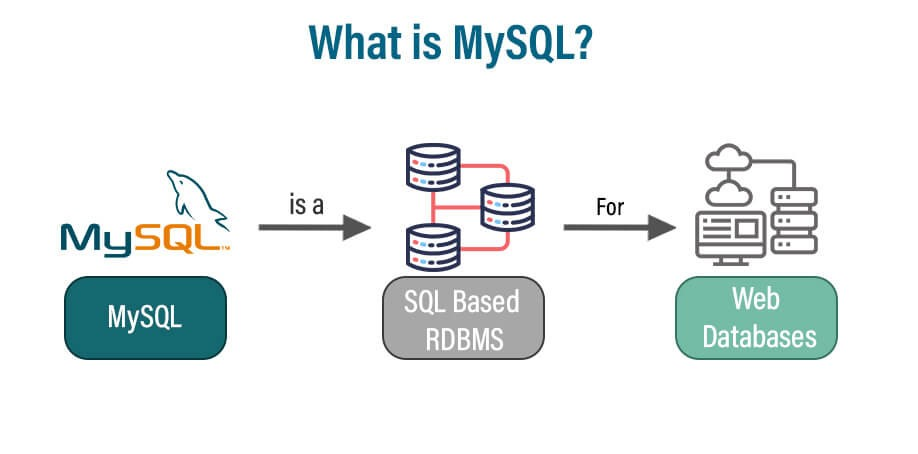 What is MySQL?
MySQL™
is a
For
MySQL
SQL Based
RDBMS
Web
Databases